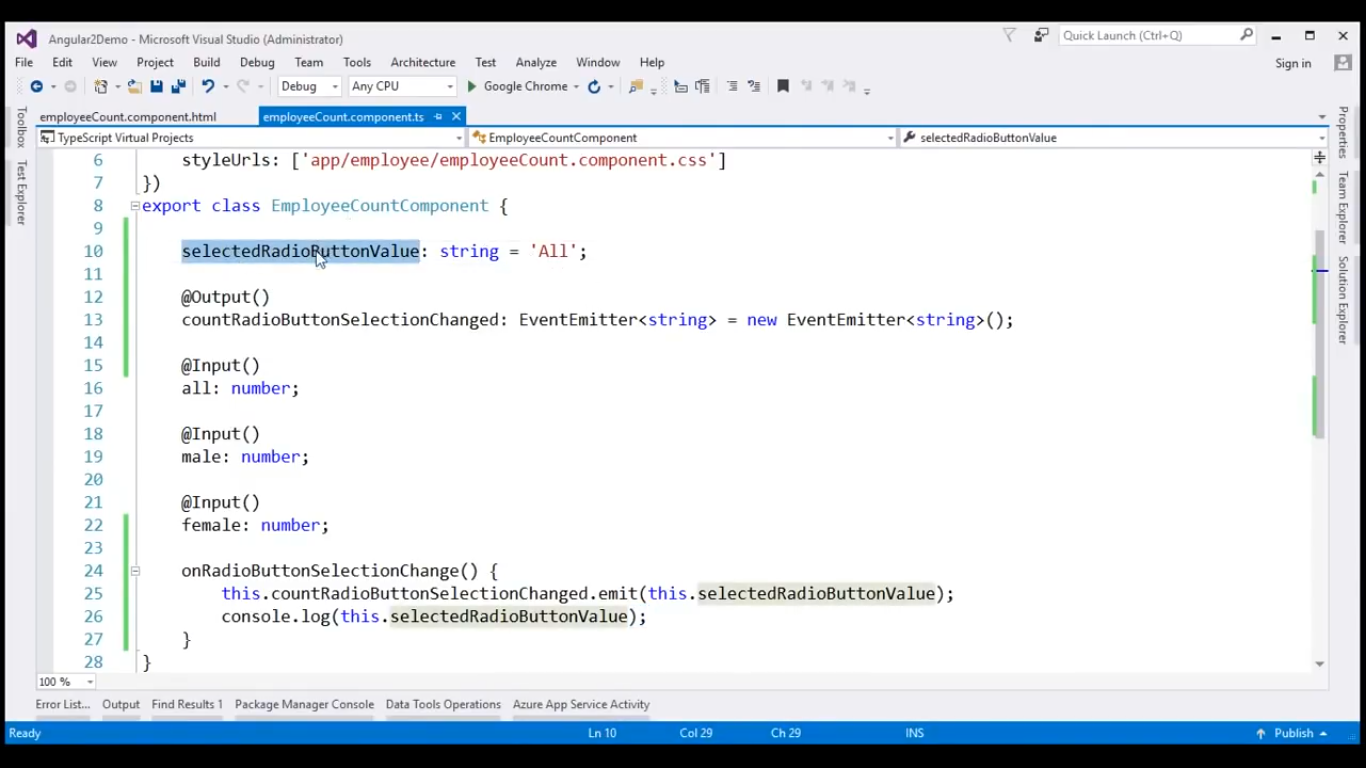 Angular2Demo - Microsoft Visual Studio (Administrator)
Quick Launch (Ctrl+Q)
File Edit View Project Build Debug Team Tools Architecture Test Analyze Window Help
Sign in
Debug Any CPU Google Chrome
employeeCount.component.html employeeCount.component.ts
TypeScript Virtual Projects EmployeeCountComponent selectedRadioButtonValue
Toolbox
Test Explorer
Properties
Team Explorer
Solution Explorer
6 styleUrls: ['app/employee/employeeCount.component.css']
7 })
8 export class EmployeeCountComponent {
9
10 selectedRadioButtonValue: string = 'All';
11
12 @Output()
13 countRadioButtonSelectionChanged: EventEmitter<string> = new EventEmitter<string>();
14
15 @Input()
16 all: number;
17
18 @Input()
19 male: number;
20
21 @Input()
22 female: number;
23
24 onRadioButtonSelectionChange() {
25 this.countRadioButtonSelectionChanged.emit(this.selectedRadioButtonValue);
26 console.log(this.selectedRadioButtonValue);
27 }
28 }
100 %
Error List... Output Find Results 1 Package Manager Console Data Tools Operations Azure App Service Activity
Ready Ln 10 Col 29 Ch 29 INS Publish